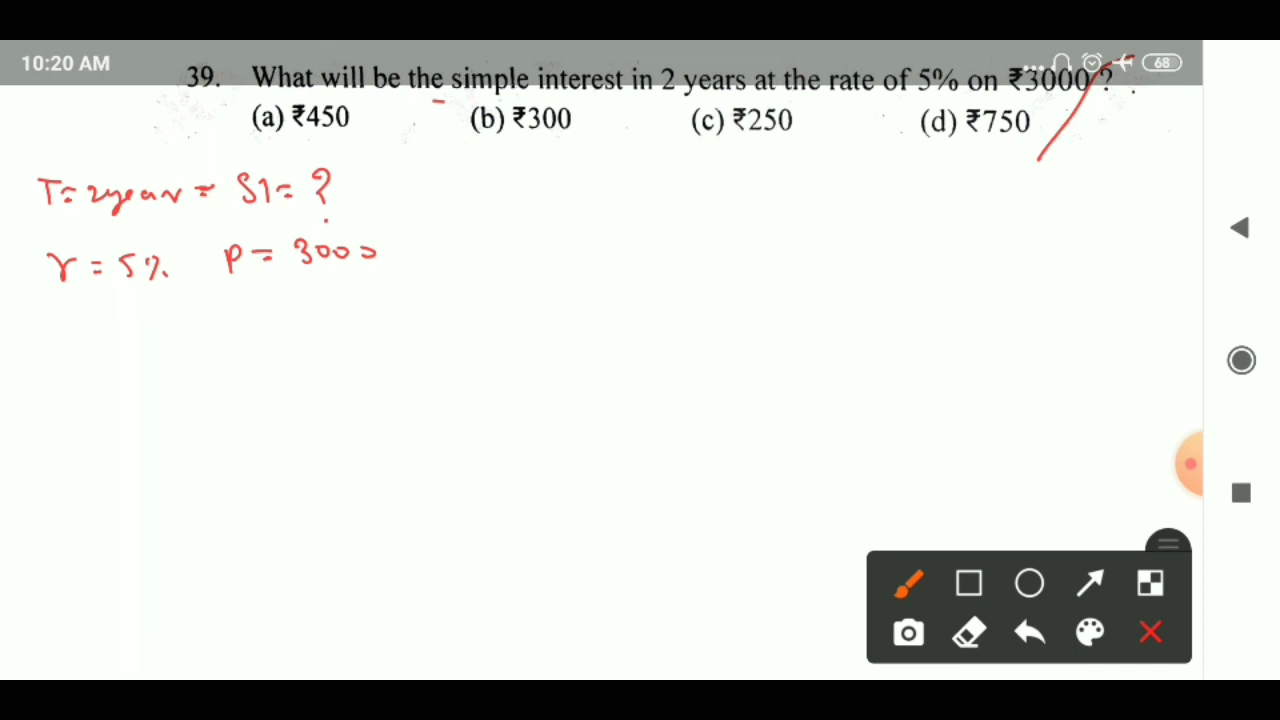 10:20 AM
68
39. What will be the simple interest in 2 years at the rate of 5% on ₹3000 ?
(a) ₹450 (b) ₹300 (c) ₹250 (d) ₹750
T= 2year = SI= ?
r = 5% P = 3000